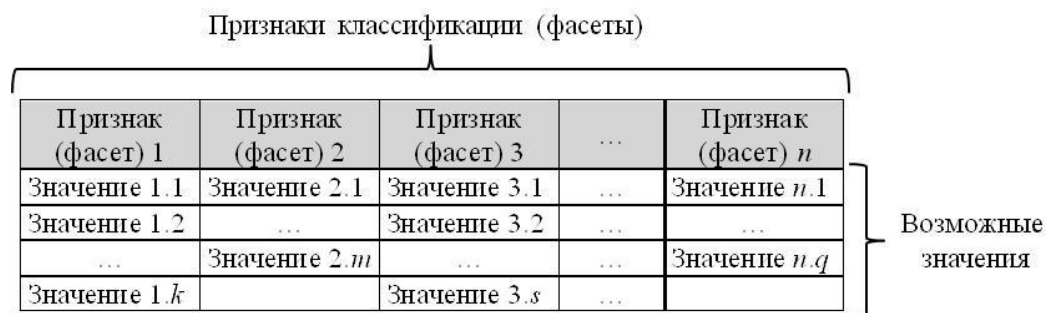 Признаки классификации (фасеты)
Признак (фасет) 1 Признак (фасет) 2 Признак (фасет) 3 ... Признак (фасет) n
Значение 1.1 Значение 2.1 Значение 3.1 ... Значение n.1
Значение 1.2 ... Значение 3.2 ... ...
... Значение 2.m ... ... Значение n.q
Значение 1.k Значение 3.s ...
Возможные
значения